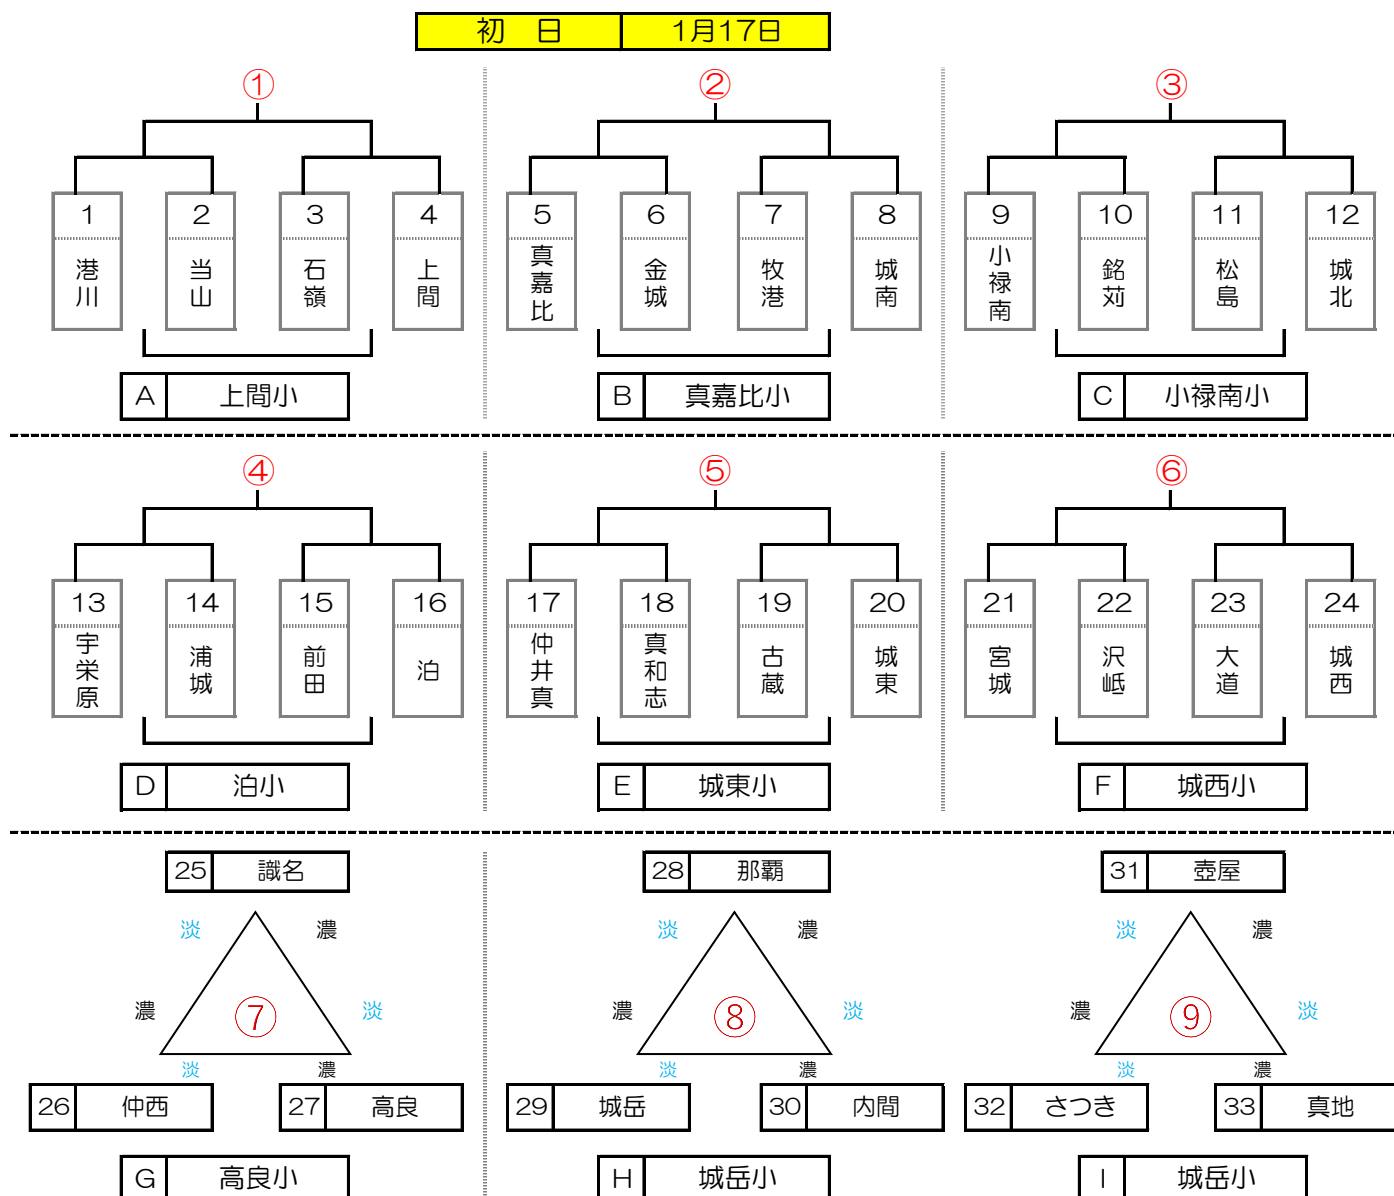 初 日 1月17日
① ② ③
1 2 3 4 5 6 7 8 9 10 11 12
港川 当山 石嶺 上間 真嘉比 金城 牧港 城南 小禄南 銘苅 松島 城北
A 上間小 B 真嘉比小 C 小禄南小
④ ⑤ ⑥
13 14 15 16 17 18 19 20 21 22 23 24
宇栄原 浦城 前田 泊 仲井真 真和志 古蔵 城東 宮城 沢岻 大道 城西
D 泊小 E 城東小 F 城西小
25 識名 28 那覇 31 壺屋
淡 濃 淡 濃 淡 濃
濃 ⑦ 淡 濃 ⑧ 淡 濃 ⑨ 淡
淡 濃 淡 濃 淡 濃
26 仲西 27 高良 29 城岳 30 内間 32 さつき 33 真地
G 高良小 H 城岳小 I 城岳小